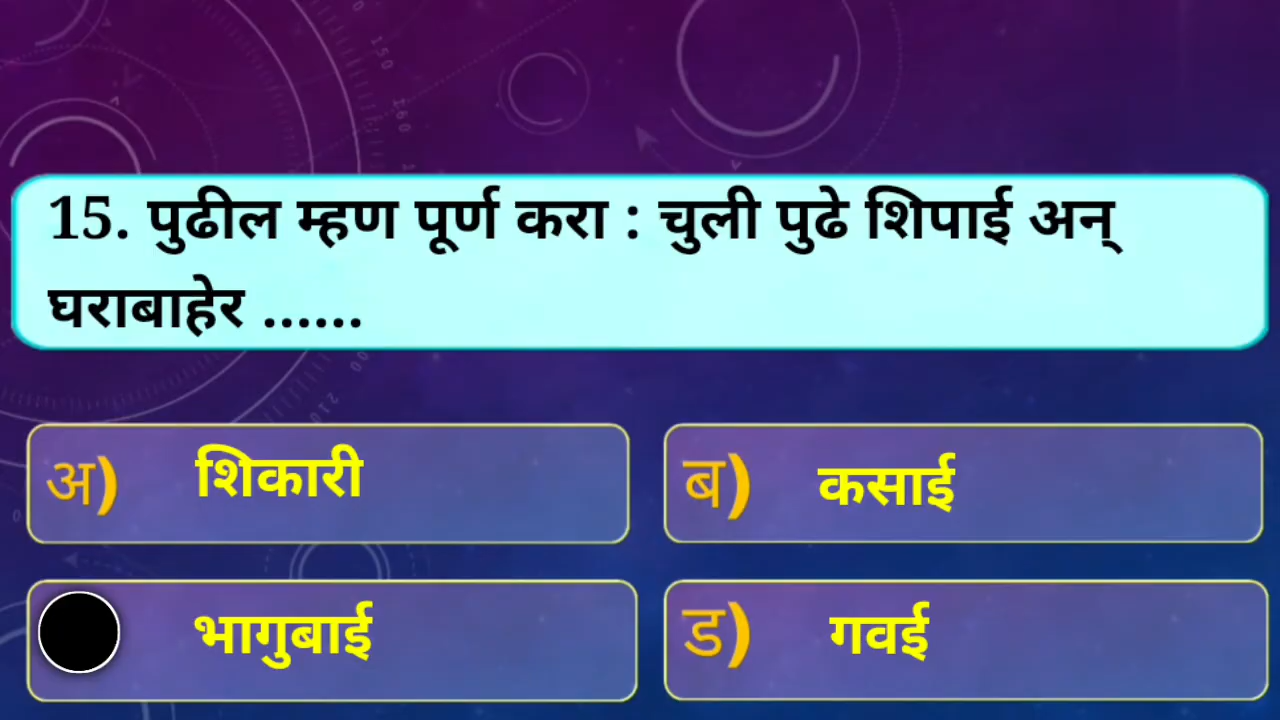 15. पुढील म्हण पूर्ण करा : चुली पुढे शिपाई अन्
घराबाहेर ......
अ) शिकारी
ब) कसाई
भागुबाई
ड) गवई